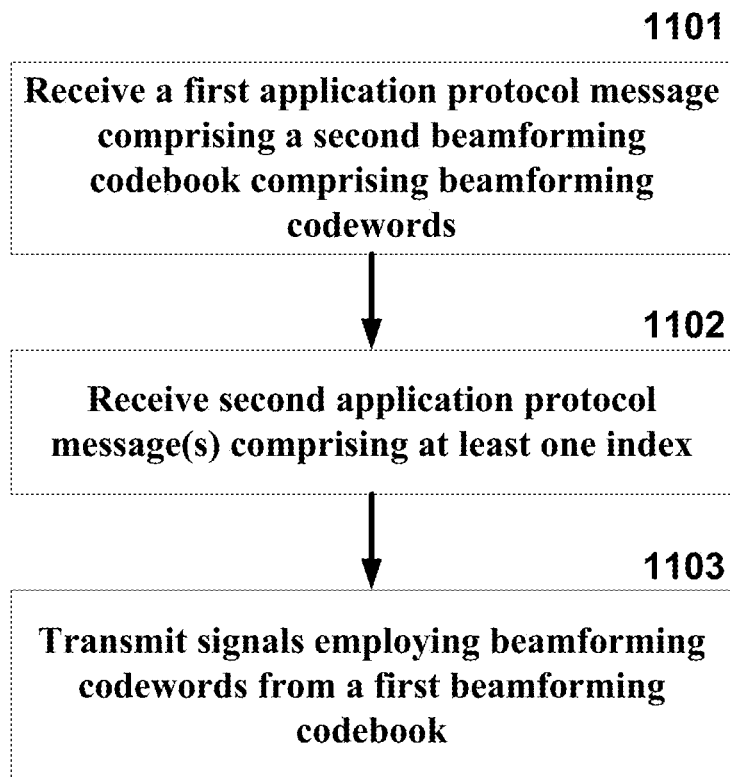 1101
Receive a first application protocol message
comprising a second beamforming
codebook comprising beamforming
codewords
1102
Receive second application protocol
message(s) comprising at least one index
1103
Transmit signals employing beamforming
codewords from a first beamforming
codebook